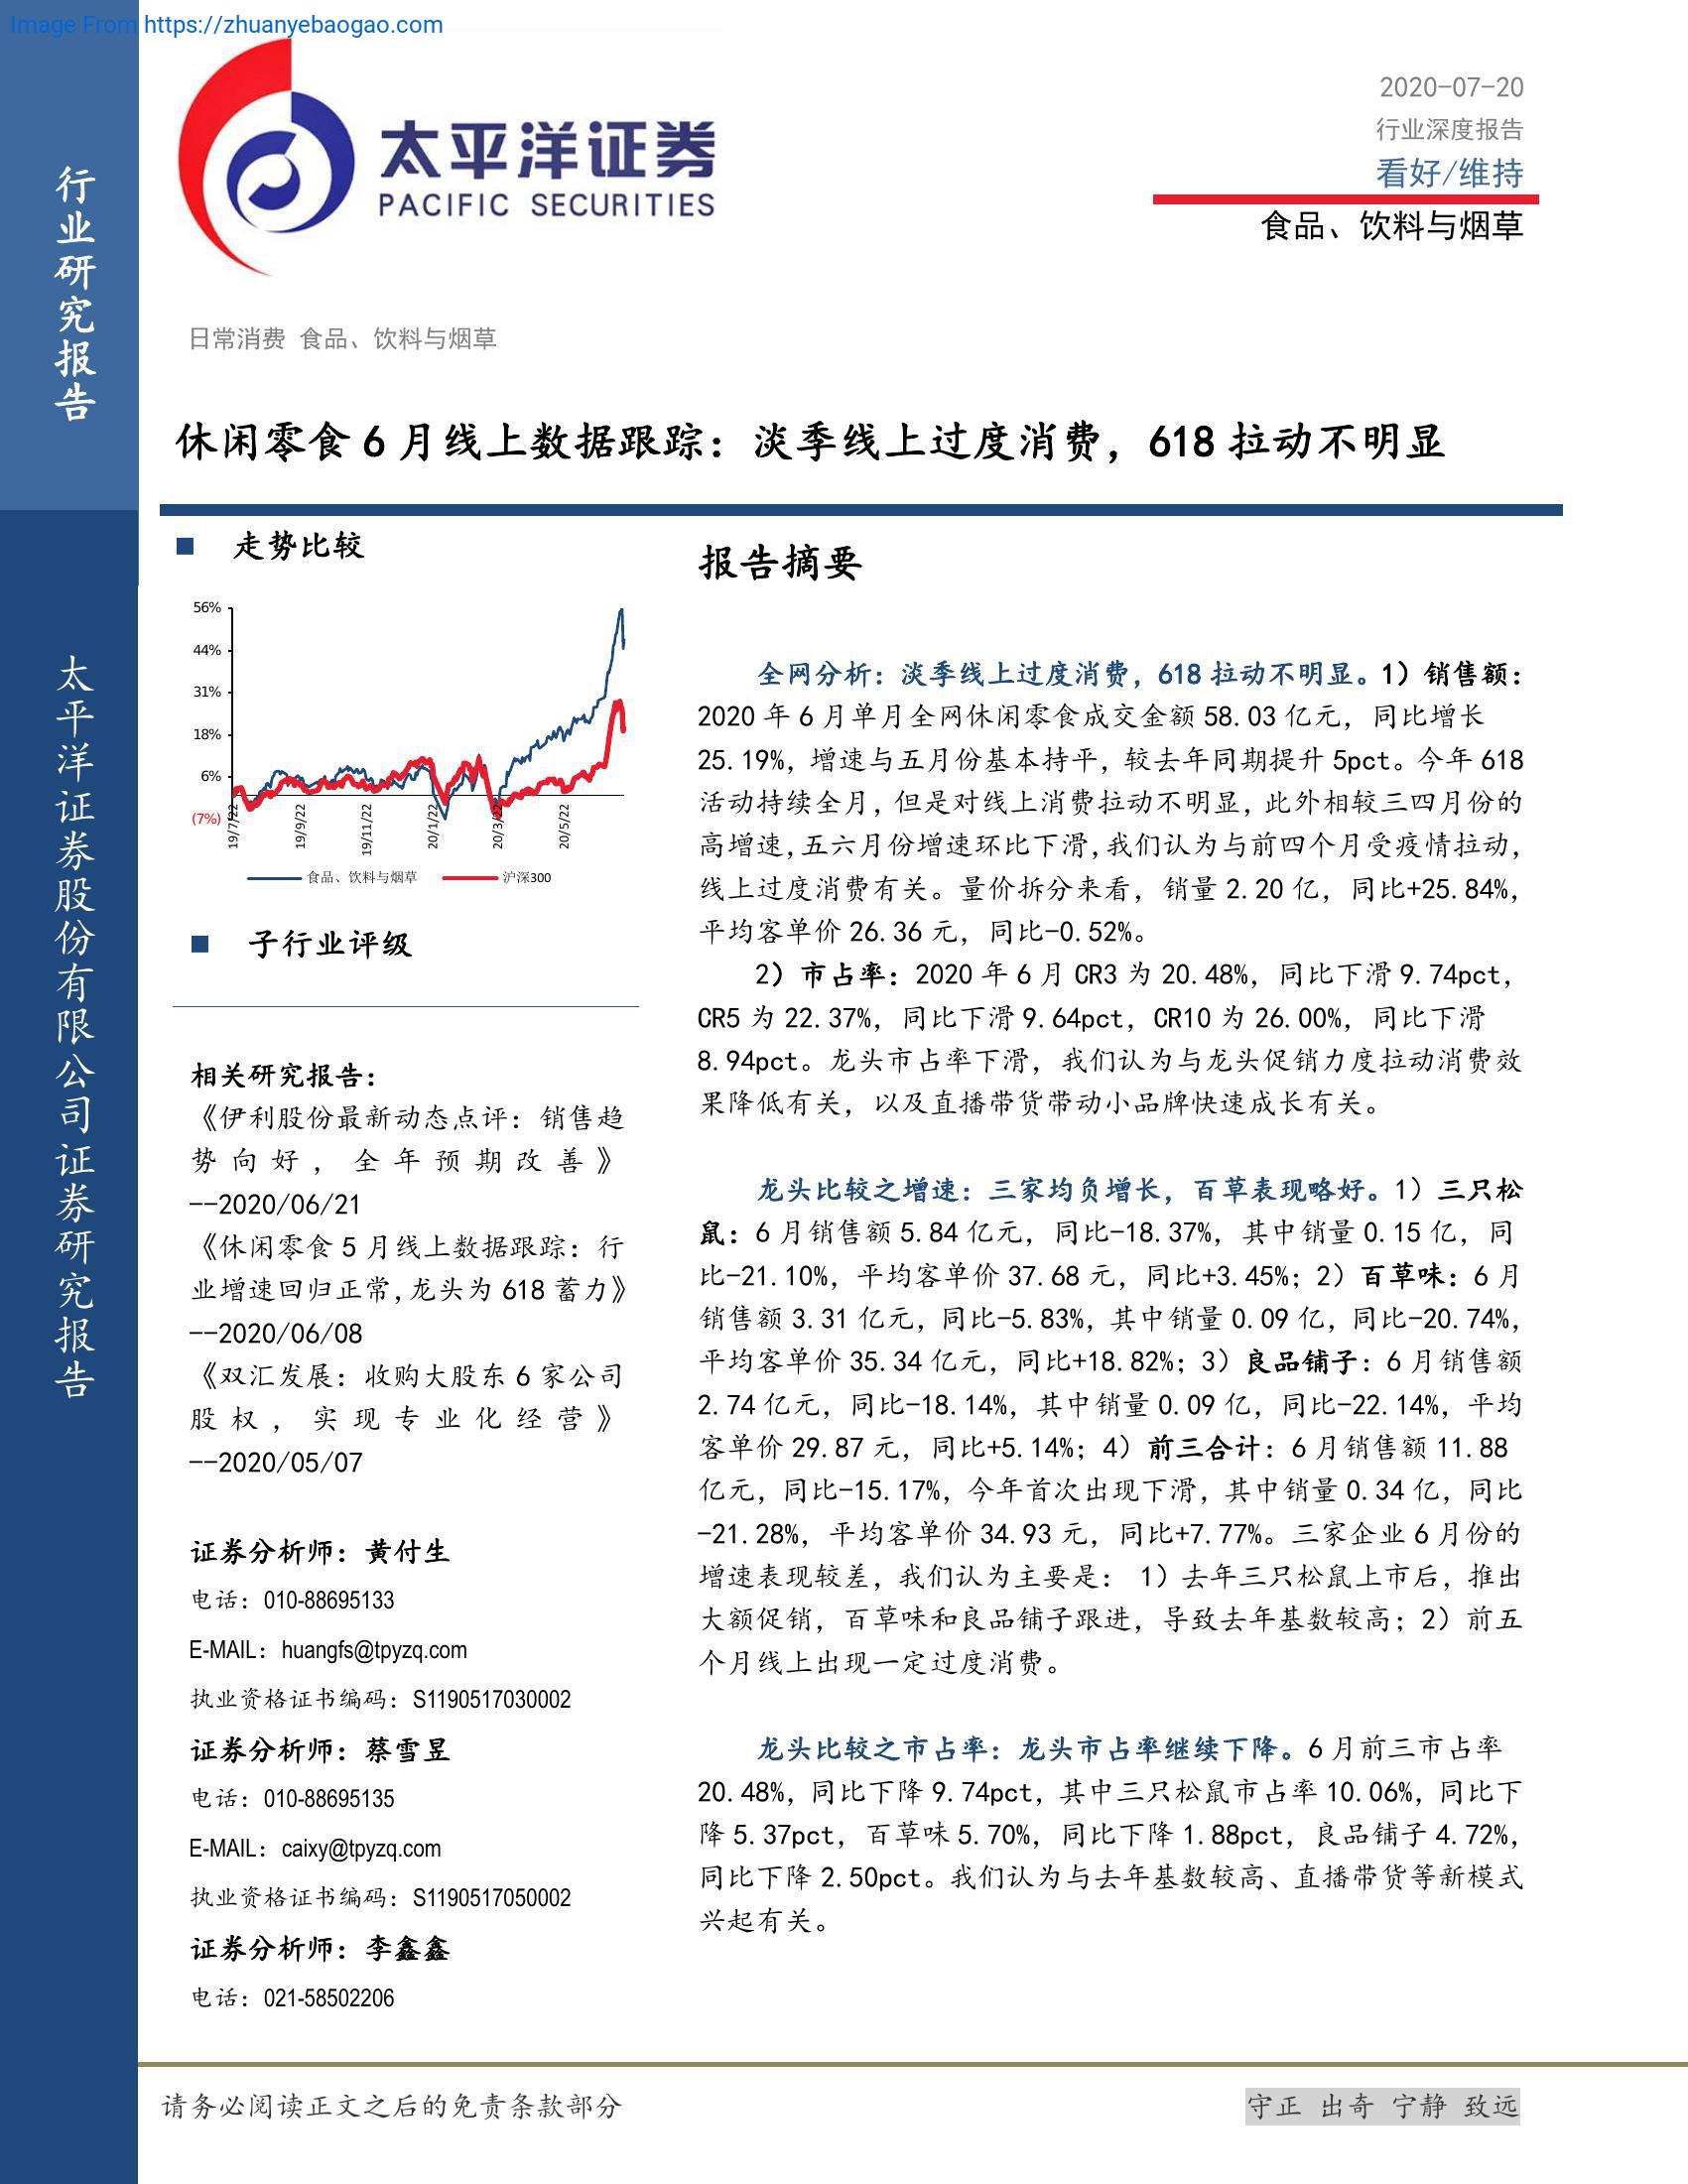 Image From https://zhuanyebaogao.com
行业研究报告
太平洋证券股份有限公司证券研究报告
太平洋证券
PACIFIC SECURITIES
2020-07-20
行业深度报告
看好/维持
食品、饮料与烟草
日常消费 食品、饮料与烟草
休闲零食 6 月线上数据跟踪：淡季线上过度消费，618 拉动不明显
■ 走势比较
56%
44%
31%
18%
6%
(7%)
19/7/22
19/9/22
19/11/22
20/1/22
20/3/22
20/5/22
食品、饮料与烟草 沪深300
■ 子行业评级
相关研究报告：
《伊利股份最新动态点评：销售趋
势向好，全年预期改善》
--2020/06/21
《休闲零食 5 月线上数据跟踪：行
业增速回归正常,龙头为 618 蓄力》
--2020/06/08
《双汇发展：收购大股东 6 家公司
股权，实现专业化经营》
--2020/05/07
证券分析师：黄付生
电话：010-88695133
E-MAIL：huangfs@tpyzq.com
执业资格证书编码：S1190517030002
证券分析师：蔡雪昱
电话：010-88695135
E-MAIL：caixy@tpyzq.com
执业资格证书编码：S1190517050002
证券分析师：李鑫鑫
电话：021-58502206
报告摘要
全网分析：淡季线上过度消费，618 拉动不明显。1）销售额：
2020 年 6 月单月全网休闲零食成交金额 58.03 亿元，同比增长
25.19%，增速与五月份基本持平，较去年同期提升 5pct。今年 618
活动持续全月，但是对线上消费拉动不明显，此外相较三四月份的
高增速,五六月份增速环比下滑,我们认为与前四个月受疫情拉动，
线上过度消费有关。量价拆分来看，销量 2.20 亿，同比+25.84%，
平均客单价 26.36 元，同比-0.52%。
2）市占率：2020 年 6 月 CR3 为 20.48%，同比下滑 9.74pct，
CR5 为 22.37%，同比下滑 9.64pct，CR10 为 26.00%，同比下滑
8.94pct。龙头市占率下滑，我们认为与龙头促销力度拉动消费效
果降低有关，以及直播带货带动小品牌快速成长有关。
龙头比较之增速：三家均负增长，百草表现略好。1）三只松
鼠：6 月销售额 5.84 亿元，同比-18.37%，其中销量 0.15 亿，同
比-21.10%，平均客单价 37.68 元，同比+3.45%；2）百草味：6 月
销售额 3.31 亿元，同比-5.83%，其中销量 0.09 亿，同比-20.74%，
平均客单价 35.34 亿元，同比+18.82%；3）良品铺子：6 月销售额
2.74 亿元，同比-18.14%，其中销量 0.09 亿，同比-22.14%，平均
客单价 29.87 元，同比+5.14%；4）前三合计：6 月销售额 11.88
亿元，同比-15.17%，今年首次出现下滑，其中销量 0.34 亿，同比
-21.28%，平均客单价 34.93 元，同比+7.77%。三家企业 6 月份的
增速表现较差，我们认为主要是： 1）去年三只松鼠上市后，推出
大额促销，百草味和良品铺子跟进，导致去年基数较高；2）前五
个月线上出现一定过度消费。
龙头比较之市占率：龙头市占率继续下降。6 月前三市占率
20.48%，同比下降 9.74pct，其中三只松鼠市占率 10.06%，同比下
降 5.37pct，百草味 5.70%，同比下降 1.88pct，良品铺子 4.72%，
同比下降 2.50pct。我们认为与去年基数较高、直播带货等新模式
兴起有关。
请务必阅读正文之后的免责条款部分
守正 出奇 宁静 致远